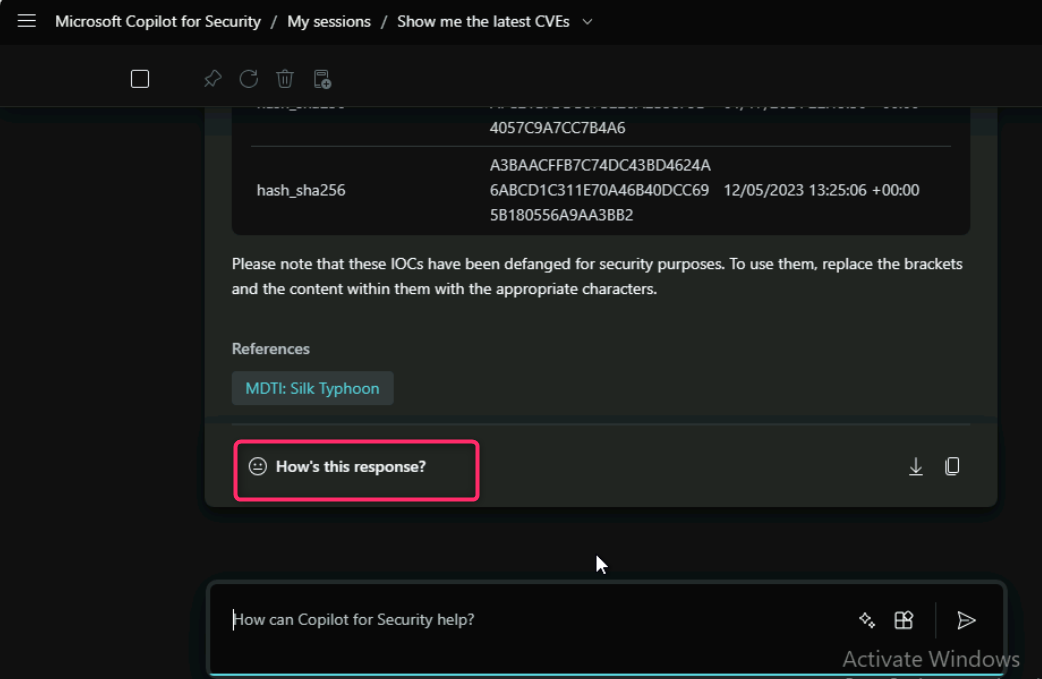 Microsoft Copilot for Security / My sessions / Show me the latest CVEs
4057C9A7CC7B4A6
A3BAACFFB7C74DC43BD4624A
hash_sha256 6ABCD1C311E70A46B40DCC69 12/05/2023 13:25:06 +00:00
5B180556A9AA3BB2
Please note that these IOCs have been defanged for security purposes. To use them, replace the brackets
and the content within them with the appropriate characters.
References
MDTI: Silk Typhoon
How's this response?
How can Copilot for Security help?
Activate Windows